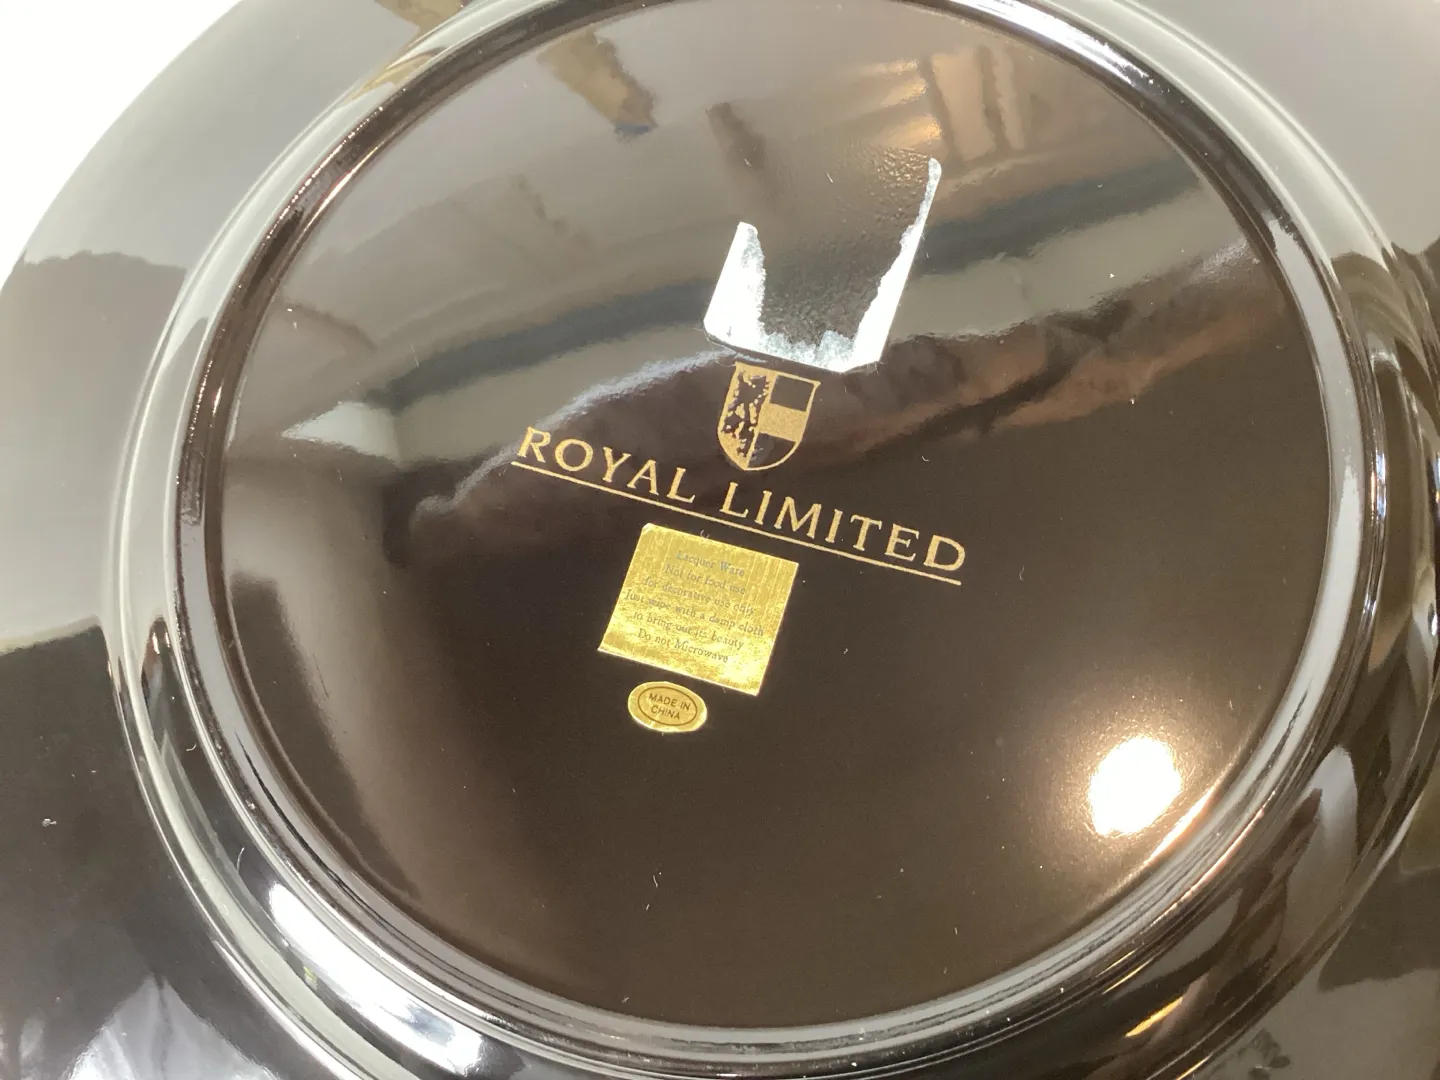 ROYAL LIMITED
Lacquer Ware
Not for food use
for decorative use only
Just wipe with a damp cloth
to bring out its beauty
Do not Microwave
MADE IN
CHINA